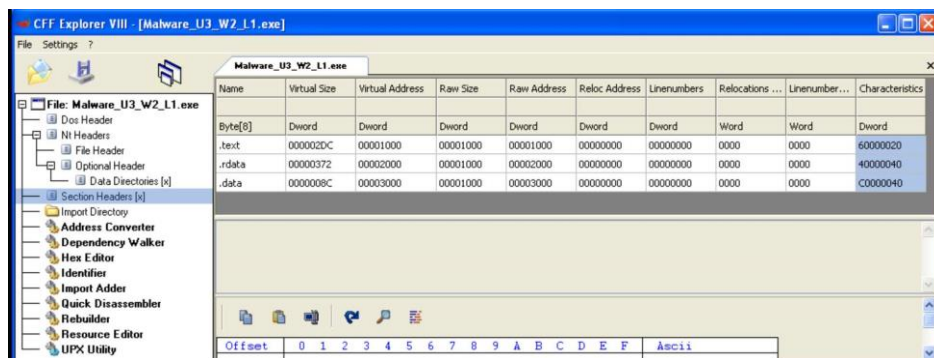 CFF Explorer VIII - [Malware_U3_W2_L1.exe]
File Settings ?
Malware_U3_W2_L1.exe
File: Malware_U3_W2_L1.exe
Dos Header
Nt Headers
File Header
Optional Header
Data Directories [x]
Section Headers [x]
Import Directory
Address Converter
Dependency Walker
Hex Editor
Identifier
Import Adder
Quick Disassembler
Rebuilder
Resource Editor
UPX Utility
Name Virtual Size Virtual Address Raw Size Raw Address Reloc Address Linenumbers Relocations ... Linenumber... Characteristics
Byte[8] Dword Dword Dword Dword Dword Dword Word Word Dword
.text 000002DC 00001000 00001000 00001000 00000000 00000000 0000 0000 60000020
.rdata 00000372 00002000 00001000 00002000 00000000 00000000 0000 0000 40000040
.data 0000008C 00003000 00001000 00003000 00000000 00000000 0000 0000 C0000040
Offset 0 1 2 3 4 5 6 7 8 9 A B C D E F Ascii